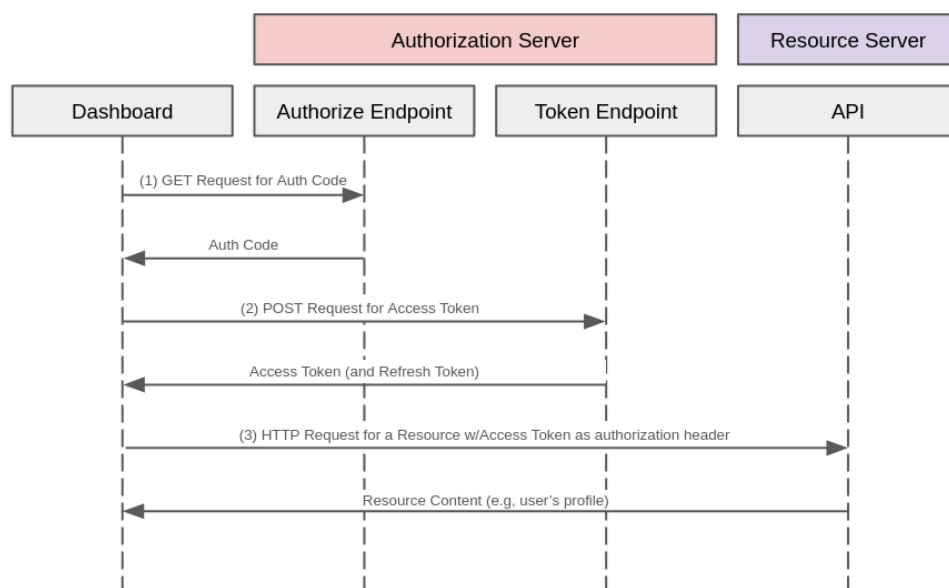 Authorization Server
Resource Server
Dashboard
Authorize Endpoint
Token Endpoint
API
(1) GET Request for Auth Code
Auth Code
(2) POST Request for Access Token
Access Token (and Refresh Token)
(3) HTTP Request for a Resource w/Access Token as authorization header
Resource Content (e.g, user’s profile)